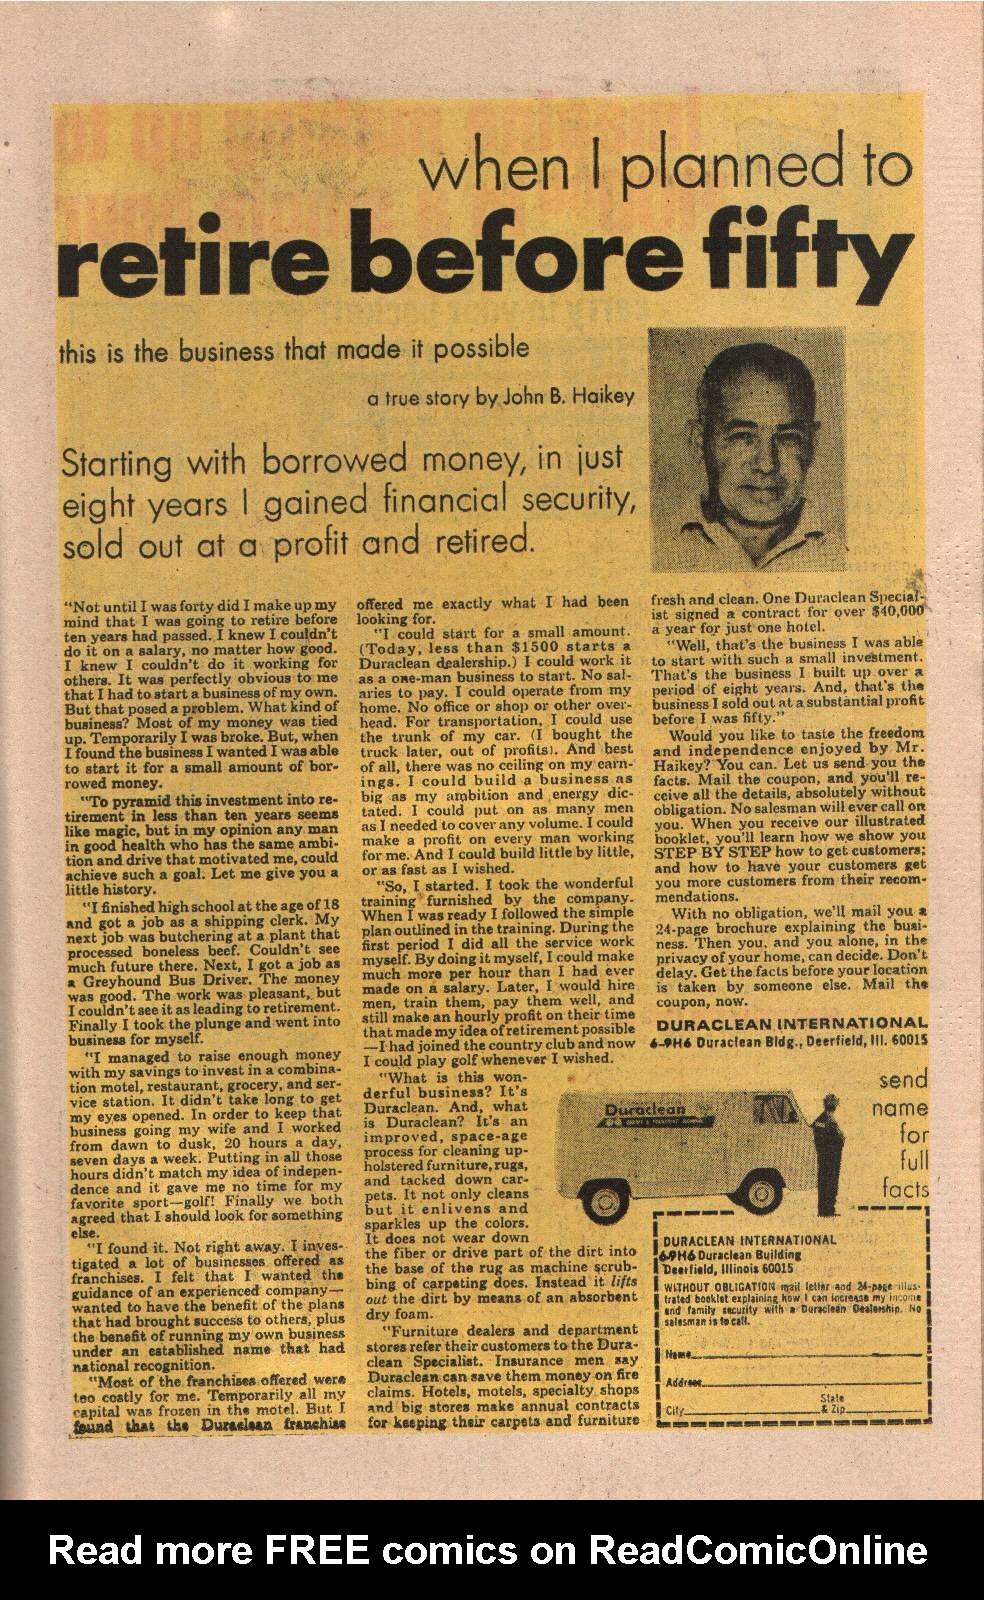 when I planned to
retire before fifty
this is the business that made it possible
a true story by John B. Haikey
Starting with borrowed money, in just
eight years I gained financial security,
sold out at a profit and retired.
"Not until I was forty did I make up my
mind that I was going to retire before
ten years had passed. I knew I couldn't
do it on a salary, no matter how good.
I knew I couldn't do it working for
others. It was perfectly obvious to me
that I had to start a business of my own.
But that posed a problem. What kind of
business? Most of my money was tied
up. Temporarily I was broke. But, when
I found the business I wanted I was able
to start it for a small amount of bor-
rowed money.
"To pyramid this investment into re-
tirement in less than ten years seems
like magic, but in my opinion any man
in good health who has the same ambi-
tion and drive that motivated me, could
achieve such a goal. Let me give you a
little history.
"I finished high school at the age of 18
and got a job as a shipping clerk. My
next job was butchering at a plant that
processed boneless beef. Couldn't see
much future there. Next, I got a job as
a Greyhound Bus Driver. The money
was good. The work was pleasant, but
I couldn't see it as leading to retirement.
Finally I took the plunge and went into
business for myself.
"I managed to raise enough money
with my savings to invest in a combina-
tion motel, restaurant, grocery, and ser-
vice station. It didn't take long to get
my eyes opened. In order to keep that
business going my wife and I worked
from dawn to dusk, 20 hours a day,
seven days a week. Putting in all those
hours didn't match my idea of indepen-
dence and it gave me no time for my
favorite sport—golf! Finally we both
agreed that I should look for something
else.
"I found it. Not right away. I inves-
tigated a lot of businesses offered as
franchises. I felt that I wanted the
guidance of an experienced company—
wanted to have the benefit of the plans
that had brought success to others, plus
the benefit of running my own business
under an established name that had
national recognition.
"Most of the franchises offered were
too costly for me. Temporarily all my
capital was frozen in the motel. But I
found that the Duraclean franchise
offered me exactly what I had been
looking for.
"I could start for a small amount.
(Today, less than $1500 starts a
Duraclean dealership.) I could work it
as a one-man business to start. No sal-
aries to pay. I could operate from my
home. No office or shop or other over-
head. For transportation, I could use
the trunk of my car. (I bought the
truck later, out of profits). And best
of all, there was no ceiling on my earn-
ings. I could build a business as
big as my ambition and energy dic-
tated. I could put on as many men
as I needed to cover any volume. I could
make a profit on every man working
for me. And I could build little by little,
or as fast as I wished.
"So, I started. I took the wonderful
training furnished by the company.
When I was ready I followed the simple
plan outlined in the training. During the
first period I did all the service work
myself. By doing it myself, I could make
much more per hour than I had ever
made on a salary. Later, I would hire
men, train them, pay them well, and
still make an hourly profit on their time
that made my idea of retirement possible
—I had joined the country club and now
I could play golf whenever I wished.
"What is this won-
derful business? It's
Duraclean. And, what
is Duraclean? It's an
improved, space-age
process for cleaning up-
holstered furniture, rugs,
and tacked down car-
pets. It not only cleans
but it enlivens and
sparkles up the colors.
It does not wear down
the fiber or drive part of the dirt into
the base of the rug as machine scrub-
bing of carpeting does. Instead it lifts
out the dirt by means of an absorbent
dry foam.
"Furniture dealers and department
stores refer their customers to the Dura-
clean Specialist. Insurance men say
Duraclean can save them money on fire
claims. Hotels, motels, specialty shops
and big stores make annual contracts
for keeping their carpets and furniture
fresh and clean. One Duraclean Special-
ist signed a contract for over $40,000
a year for just one hotel.
"Well, that's the business I was able
to start with such a small investment.
That's the business I built up over a
period of eight years. And, that's the
business I sold out at a substantial profit
before I was fifty."
Would you like to taste the freedom
and independence enjoyed by Mr.
Haikey? You can. Let us send you the
facts. Mail the coupon, and you'll re-
ceive all the details, absolutely without
obligation. No salesman will ever call on
you. When you receive our illustrated
booklet, you'll learn how we show you
STEP BY STEP how to get customers;
and how to have your customers get
you more customers from their recom-
mendations.
With no obligation, we'll mail you a
24-page brochure explaining the busi-
ness. Then you, and you alone, in the
privacy of your home, can decide. Don't
delay. Get the facts before your location
is taken by someone else. Mail the
coupon, now.
DURACLEAN INTERNATIONAL
6-9H6 Duraclean Bldg., Deerfield, Ill. 60015
Duraclean
send
name
for
full
facts
DURACLEAN INTERNATIONAL
6-9H6 Duraclean Building
Deerfield, Illinois 60015
WITHOUT OBLIGATION mail letter and 24-page illus-
trated booklet explaining how I can increase my income
and family security with a Duraclean Dealership. No
salesman is to call.
Name
Address
City State & Zip
Read more FREE comics on ReadComicOnline